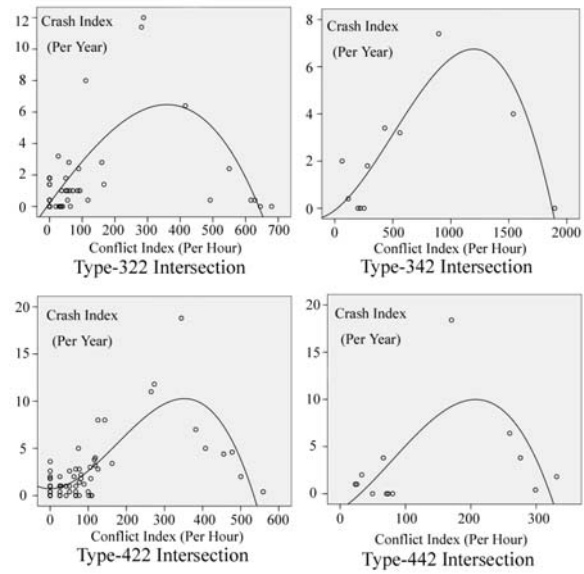 Crash Index
(Per Year)
12
10
8
6
4
2
0
0 100 200 300 400 500 600 700
Conflict Index (Per Hour)
Type-322 Intersection
Crash Index
(Per Year)
8
6
4
2
0
0 500 1000 1500 2000
Conflict Index (Per Hour)
Type-342 Intersection
Crash Index
(Per Year)
20
15
10
5
0
0 100 200 300 400 500 600
Conflict Index (Per Hour)
Type-422 Intersection
Crash Index
(Per Year)
20
15
10
5
0
0 100 200 300
Conflict Index (Per Hour)
Type-442 Intersection